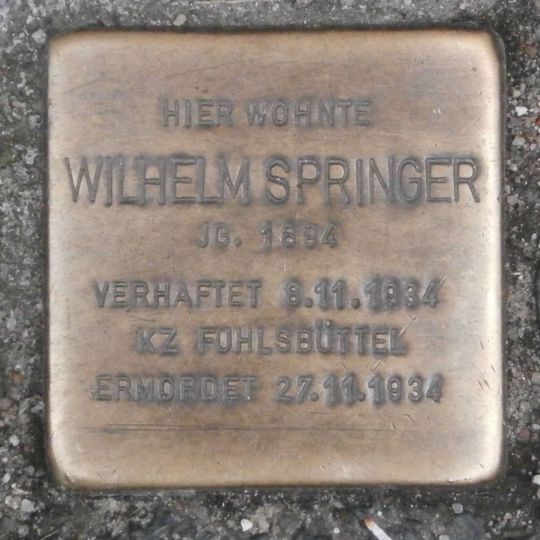 HIER WOHNTE
WILHELM SPRINGER
JG. 1894
VERHAFTET 8.11.1934
KZ FUHLSBÜTTEL
ERMORDET 27.11.1934